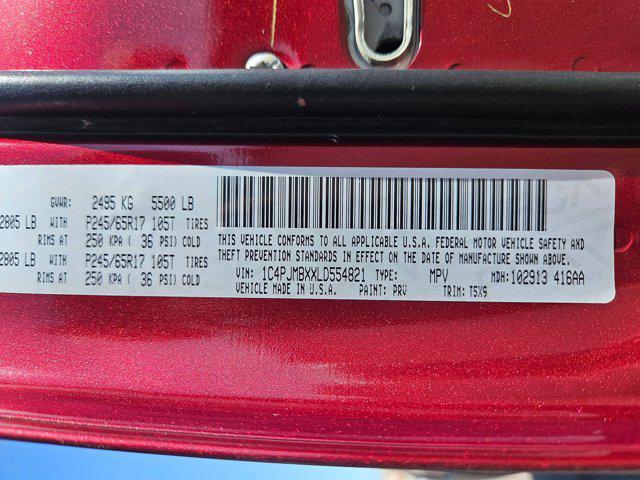 GVWR: 2495 KG 5500 LB
2805 LB WITH P245/65R17 105T TIRES
RIMS AT 250 KPA ( 36 PSI) COLD
2805 LB WITH P245/65R17 105T TIRES
RIMS AT 250 KPA ( 36 PSI) COLD
THIS VEHICLE CONFORMS TO ALL APPLICABLE U.S.A. FEDERAL MOTOR VEHICLE SAFETY AND
THEFT PREVENTION STANDARDS IN EFFECT ON THE DATE OF MANUFACTURE SHOWN ABOVE.
VIN: 1C4PJMBXXLD554821 TYPE: MPV MDH: 102913 416AA
VEHICLE MADE IN U.S.A. PAINT: PRV TRIM: T5X9